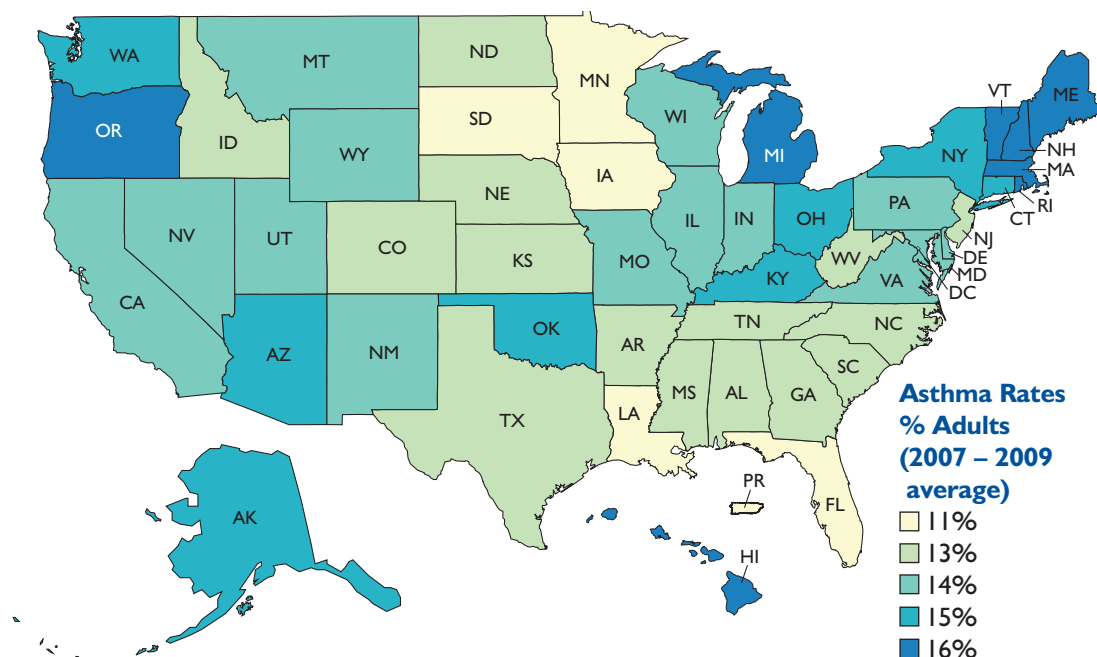 WA
MT
ND
MN
VT
ME
OR
ID
SD
WI
WY
MI
NY
NH
MA
IA
NE
PA
RI
CT
NV
UT
CO
IL
IN
OH
NJ
KS
MO
WV
DE
MD
DC
CA
KY
VA
AZ
NM
OK
TN
NC
AR
SC
MS
AL
GA
TX
LA
Asthma Rates
% Adults
(2007 – 2009
average)
PR
FL
AK
HI
11%
13%
14%
15%
16%